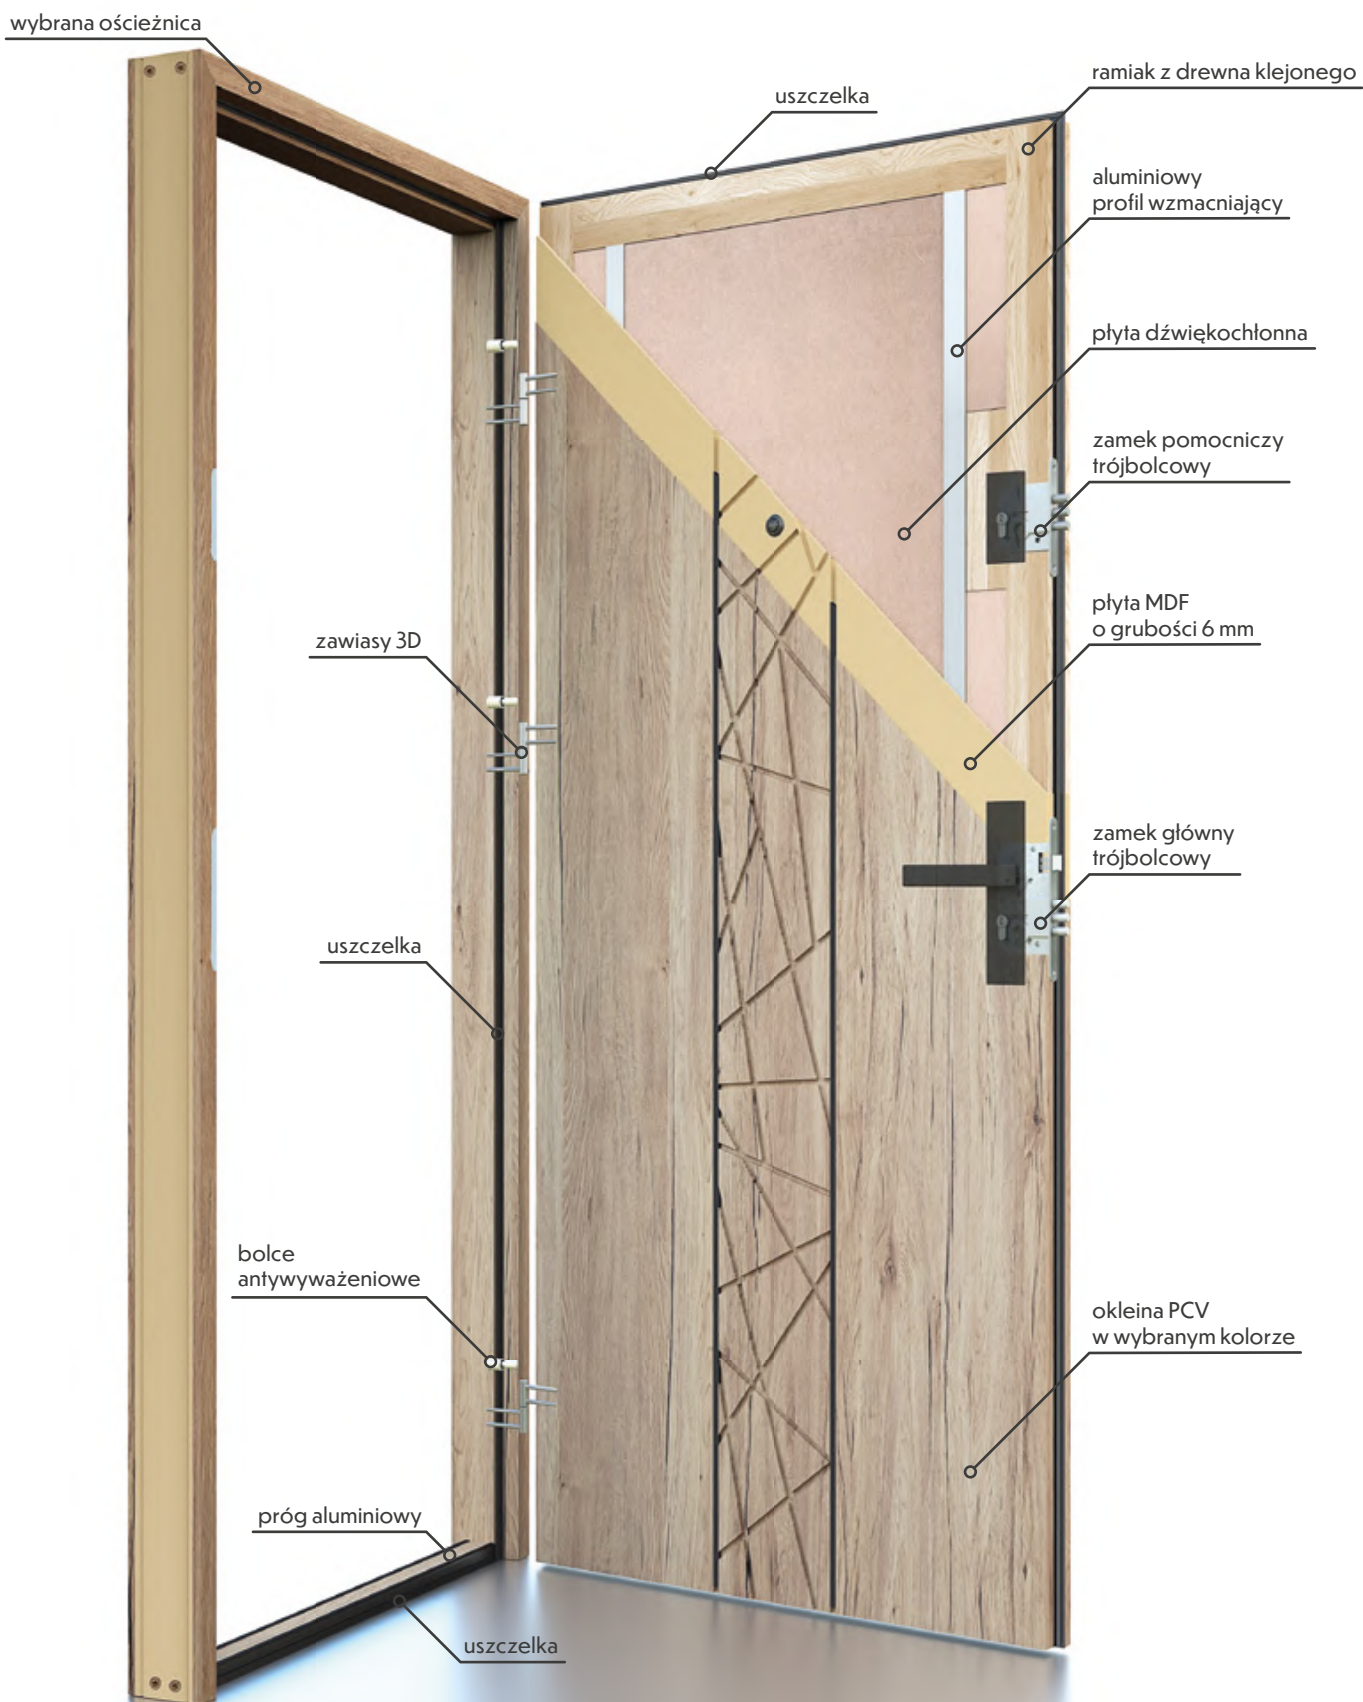 wybrana ościeżnica
uszczelka
ramiak z drewna klejonego
aluminiowy
profil wzmacniający
płyta dźwiękochłonna
zamek pomocniczy
trójbolcowy
płyta MDF
o grubości 6 mm
zawiasy 3D
zamek główny
trójbolcowy
uszczelka
bolce
antywyważeniowe
okleina PCV
w wybranym kolorze
próg aluminiowy
uszczelka